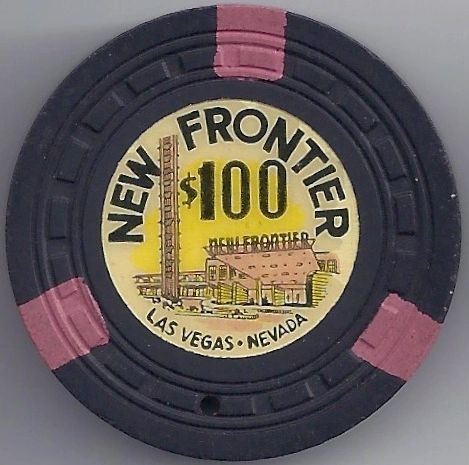 NEW FRONTIER
$100
NEW FRONTIER
LAS VEGAS • NEVADA